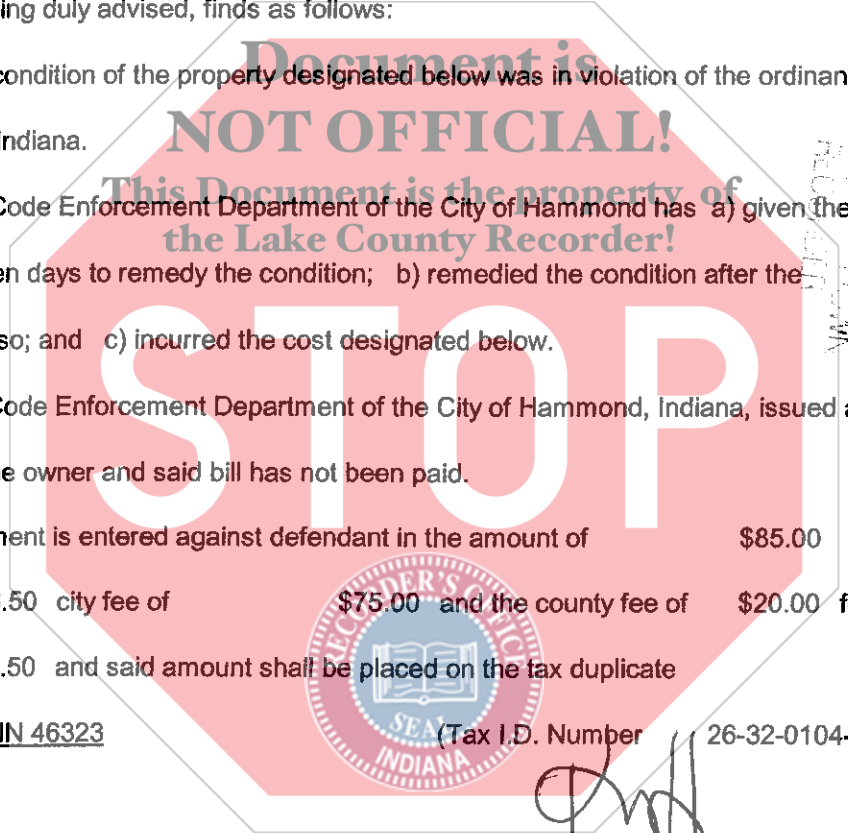 ing duly advised, finds as follows:
Document is
condition of the property designated below was in violation of the ordinan
NOT OFFICIAL!
Indiana.
This Document is the property of
Code Enforcement Department of the City of Hammond has a) given the
the Lake County Recorder!
en days to remedy the condition; b) remedied the condition after the
STOP
so; and c) incurred the cost designated below.
Code Enforcement Department of the City of Hammond, Indiana, issued a
e owner and said bill has not been paid.
ment is entered against defendant in the amount of $85.00
.50 city fee of $75.00 and the county fee of $20.00 f
.50 and said amount shall be placed on the tax duplicate
RECORDER'S OFFICE
SEAL
INDIANA
IN 46323 (Tax I.D. Number 26-32-0104-